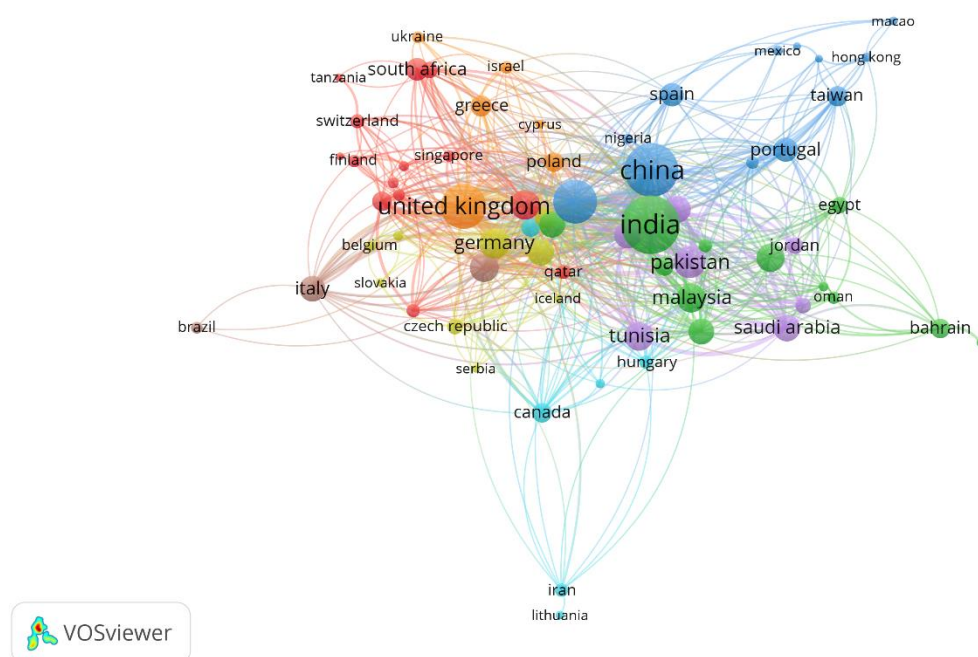 macao
ukraine
mexico
hong kong
israel
south africa
tanzania
spain
taiwan
greece
switzerland
cyprus
nigeria
portugal
singapore
finland
poland
china
united kingdom
egypt
india
belgium
germany
jordan
pakistan
qatar
slovakia
italy
iceland
malaysia
oman
brazil
czech republic
tunisia
saudi arabia
bahrain
hungary
serbia
canada
iran
lithuania
VOSviewer